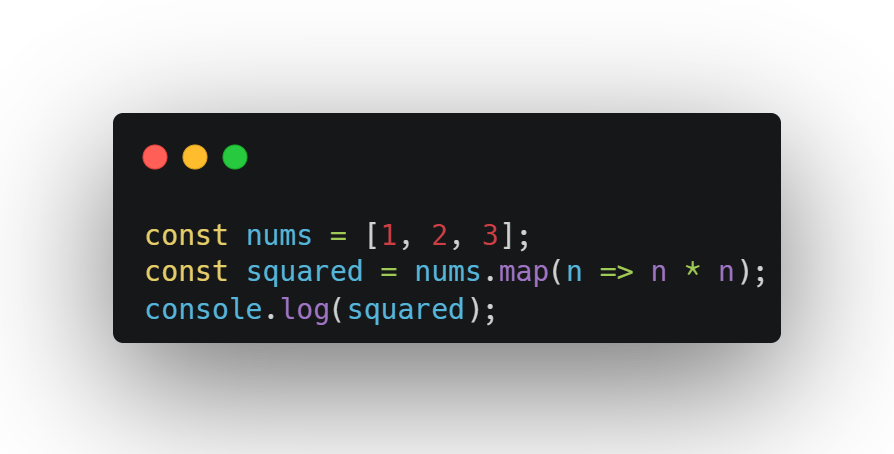 const nums = [1, 2, 3];
const squared = nums.map(n => n * n);
console.log(squared);